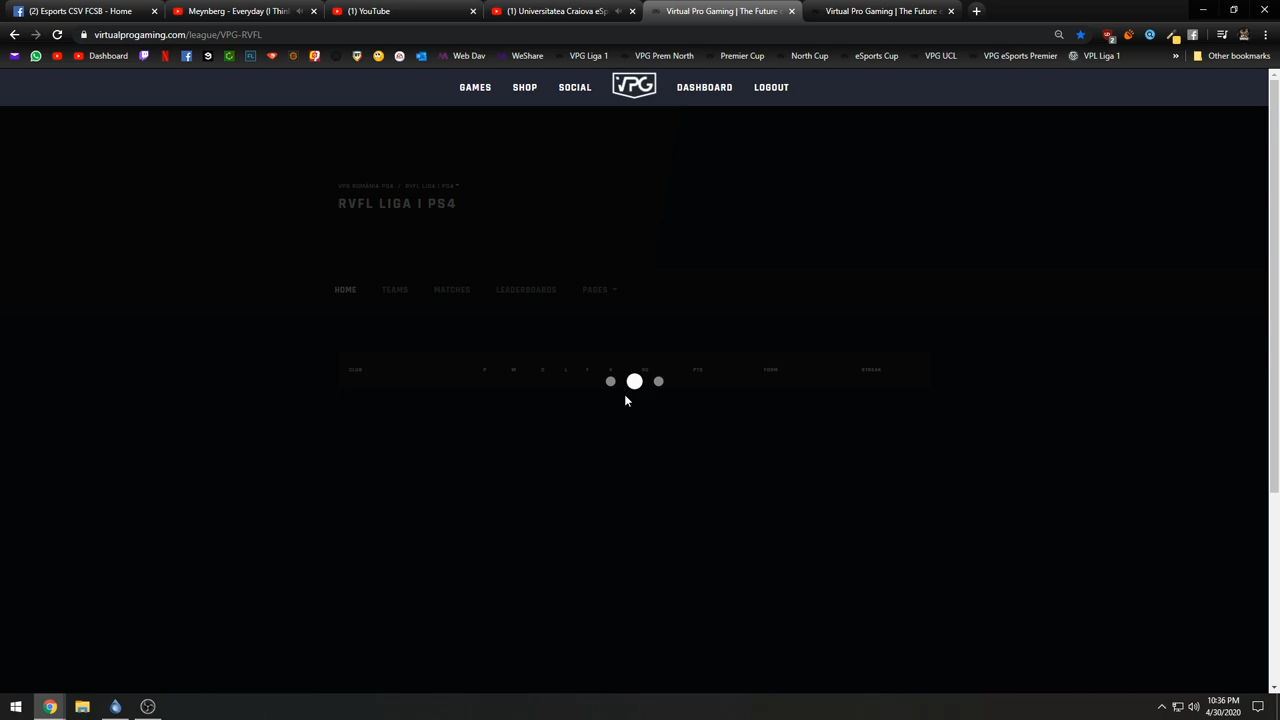 (2) Esports CSV FCSB - Home
Meynberg - Everyday (I Think
(1) YouTube
(1) Universitatea Craiova eSp
Virtual Pro Gaming | The Future o
Virtual Pro Gaming | The Future o
virtualprogaming.com/league/VPG-RVFL
Dashboard
Web Dav
WeShare
VPG Liga 1
VPG Prem North
Premier Cup
North Cup
eSports Cup
VPG UCL
VPG eSports Premier
VPL Liga 1
»
Other bookmarks
GAMES SHOP SOCIAL VPG DASHBOARD LOGOUT
VPG ROMÂNIA PS4 / RVFL LIGA I PS4
RVFL LIGA I PS4
HOME TEAMS MATCHES LEADERBOARDS PAGES
CLUB P W D L F A GD PTS FORM STREAK
10:36 PM
4/30/2020